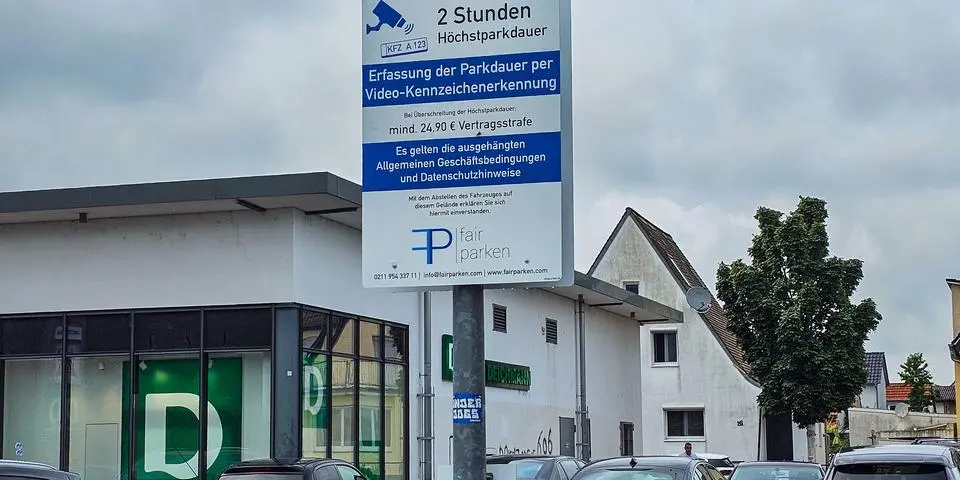 2 Stunden
Höchstparkdauer
KFZ A 123
Erfassung der Parkdauer per
Video-Kennzeichenerkennung
Bei Überschreitung der Höchstparkdauer:
mind. 24,90 € Vertragsstrafe
Es gelten die ausgehängten
Allgemeinen Geschäftsbedingungen
und Datenschutzhinweise
Mit dem Abstellen des Fahrzeuges auf
diesem Gelände erklären Sie sich
hiermit einverstanden.
fair
parken
0211 954 337 11 | info@fairparken.com | www.fairparken.com
D
DEICHMANN